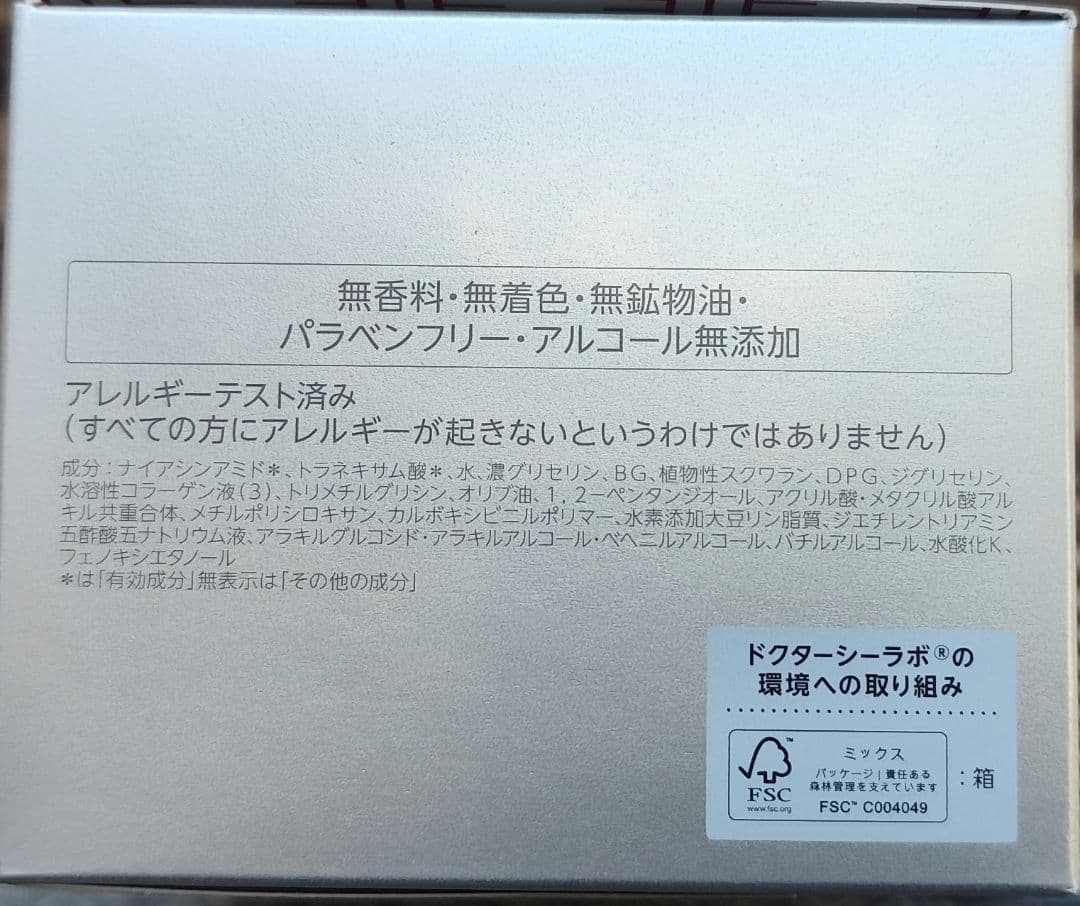 無香料・無着色・無鉱物油・
パラベンフリー・アルコール無添加
アレルギーテスト済み
(すべての方にアレルギーが起きないというわけではありません)
成分:ナイアシンアミド*、トラネキサム酸*、水、濃グリセリン、BG、植物性スクワラン、DPG、ジグリセリン、
水溶性コラーゲン液(3)、トリメチルグリシン、オリブ油、1,2-ペンタンジオール、アクリル酸・メタクリル酸アル
キル共重合体、メチルポリシロキサン、カルボキシビニルポリマー、水素添加大豆リン脂質、ジエチレントリアミン
五酢酸五ナトリウム液、アラキルグルコシド・アラキルアルコール・ベヘニルアルコール、バチルアルコール、水酸化K、
フェノキシエタノール
*は「有効成分」無表示は「その他の成分」
ドクターシーラボ®の
環境への取り組み
FSC™
www.fsc.org
ミックス
パッケージ|責任ある
森林管理を支えています
FSC™ C004049
:箱